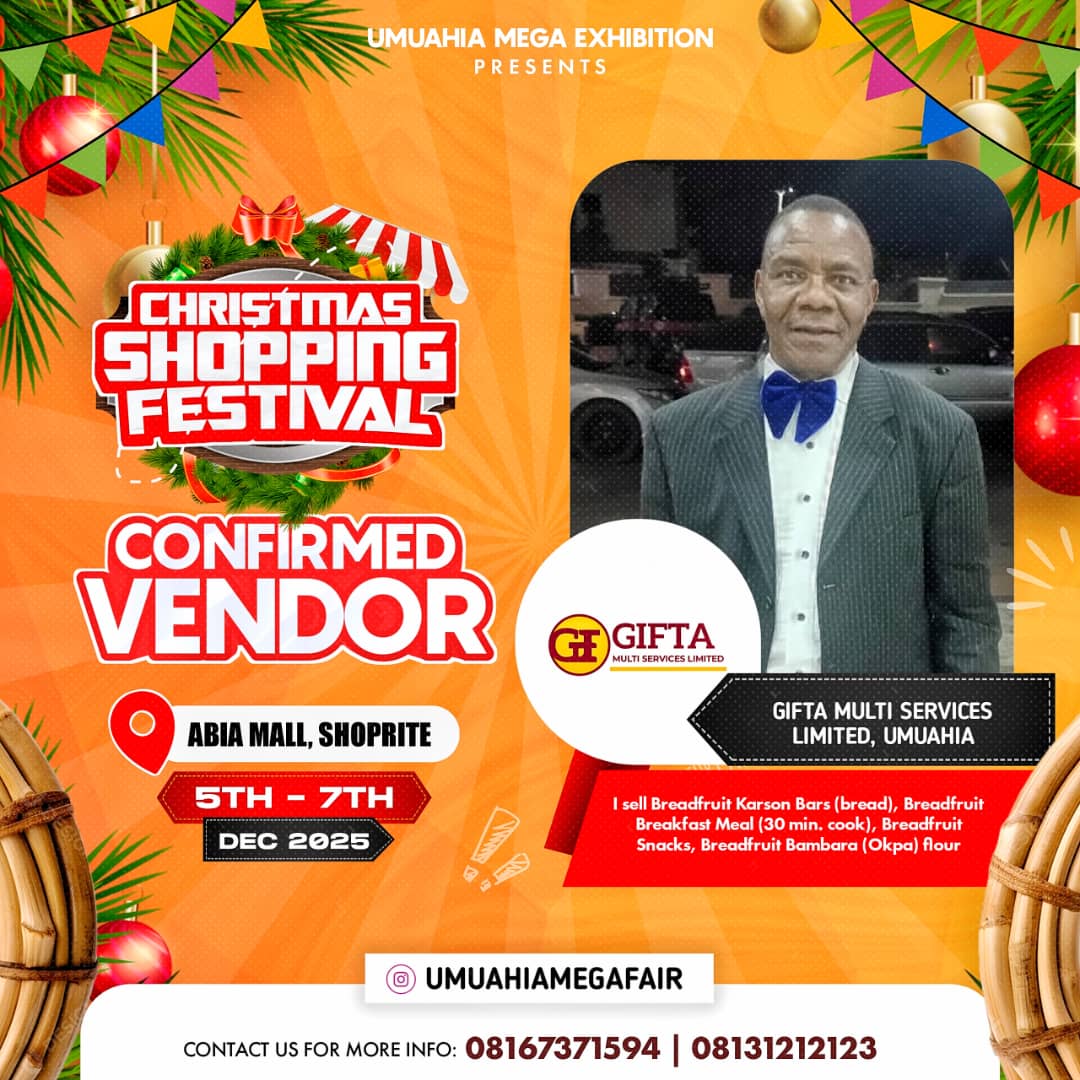 UMUAHIA MEGA EXHIBITION
PRESENTS
CHRISTMAS
SHOPPING
FESTIVAL
CONFIRMED
VENDOR
ABIA MALL, SHOPRITE
5TH - 7TH
DEC 2025
GIFTA
MULTI SERVICES LIMITED
GIFTA MULTI SERVICES
LIMITED, UMUAHIA
I sell Breadfruit Karson Bars (bread), Breadfruit
Breakfast Meal (30 min. cook), Breadfruit
Snacks, Breadfruit Bambara (Okpa) flour
UMUAHIAMEGAFAIR
CONTACT US FOR MORE INFO: 08167371594 | 08131212123